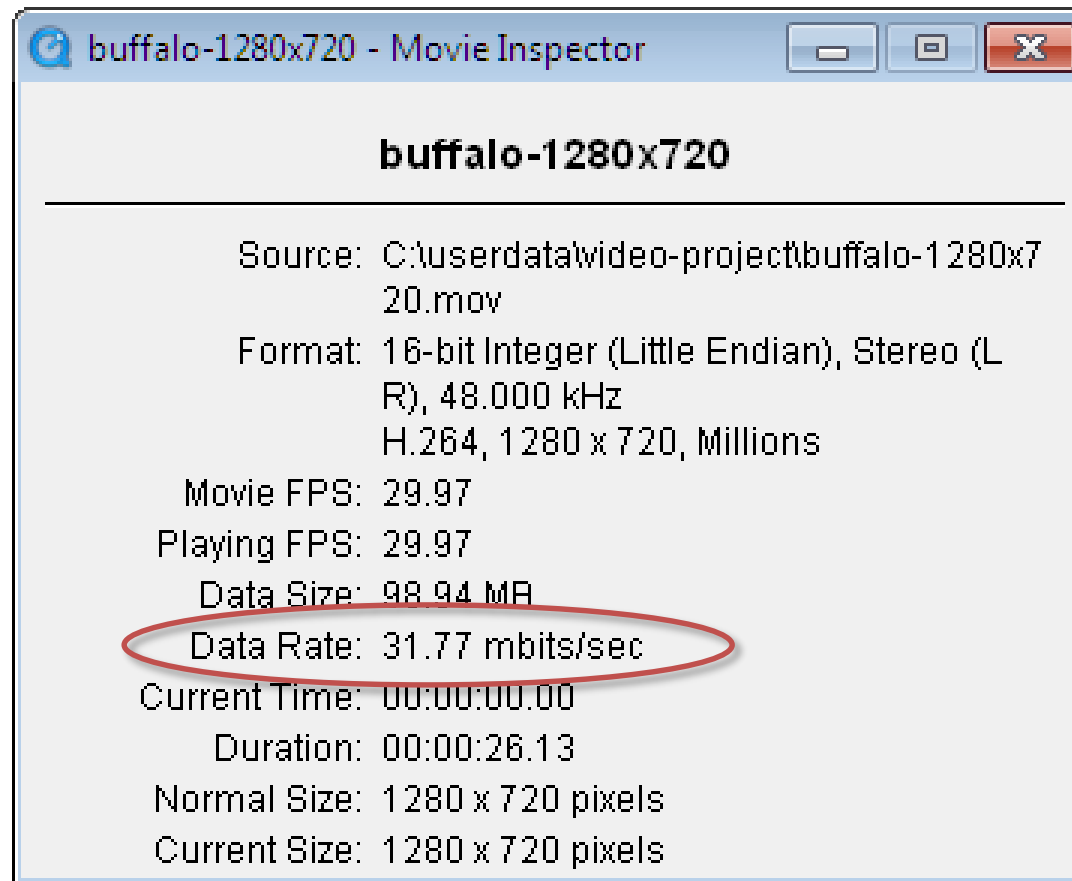 buffalo-1280x720 - Movie Inspector
buffalo-1280x720
Source: C:\userdata\video-project\buffalo-1280x7
20.mov
Format: 16-bit Integer (Little Endian), Stereo (L
R), 48.000 kHz
H.264, 1280 x 720, Millions
Movie FPS: 29.97
Playing FPS: 29.97
Data Size: 98.94 MB
Data Rate: 31.77 mbits/sec
Current Time: 00:00:00.00
Duration: 00:00:26.13
Normal Size: 1280 x 720 pixels
Current Size: 1280 x 720 pixels